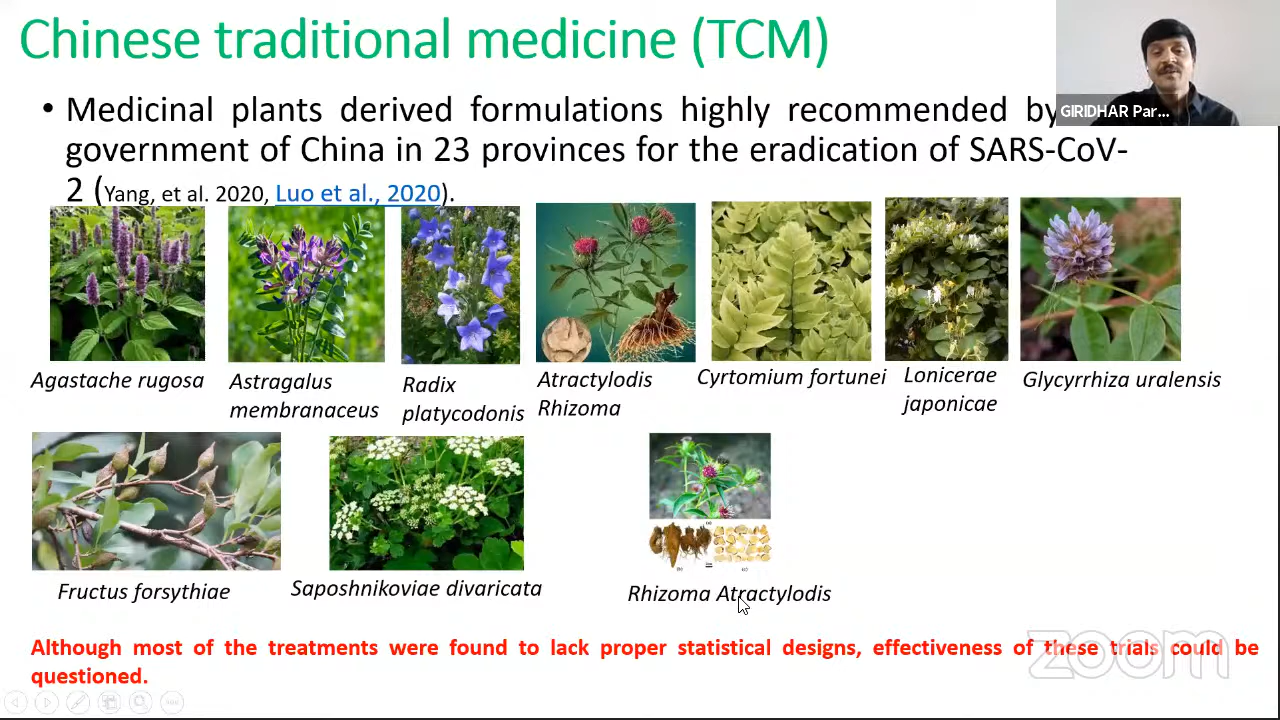 Chinese traditional medicine (TCM)
GIRIDHAR Par...
• Medicinal plants derived formulations highly recommended by
government of China in 23 provinces for the eradication of SARS-CoV-
2 (Yang, et al. 2020, Luo et al., 2020).
Agastache rugosa
Astragalus
membranaceus
Radix
platycodonis
Atractylodis
Rhizoma
Cyrtomium fortunei
Lonicerae
japonicae
Glycyrrhiza uralensis
Fructus forsythiae
Saposhnikoviae divaricata
Rhizoma Atractylodis
Although most of the treatments were found to lack proper statistical designs, effectiveness of these trials could be
questioned.
zoom